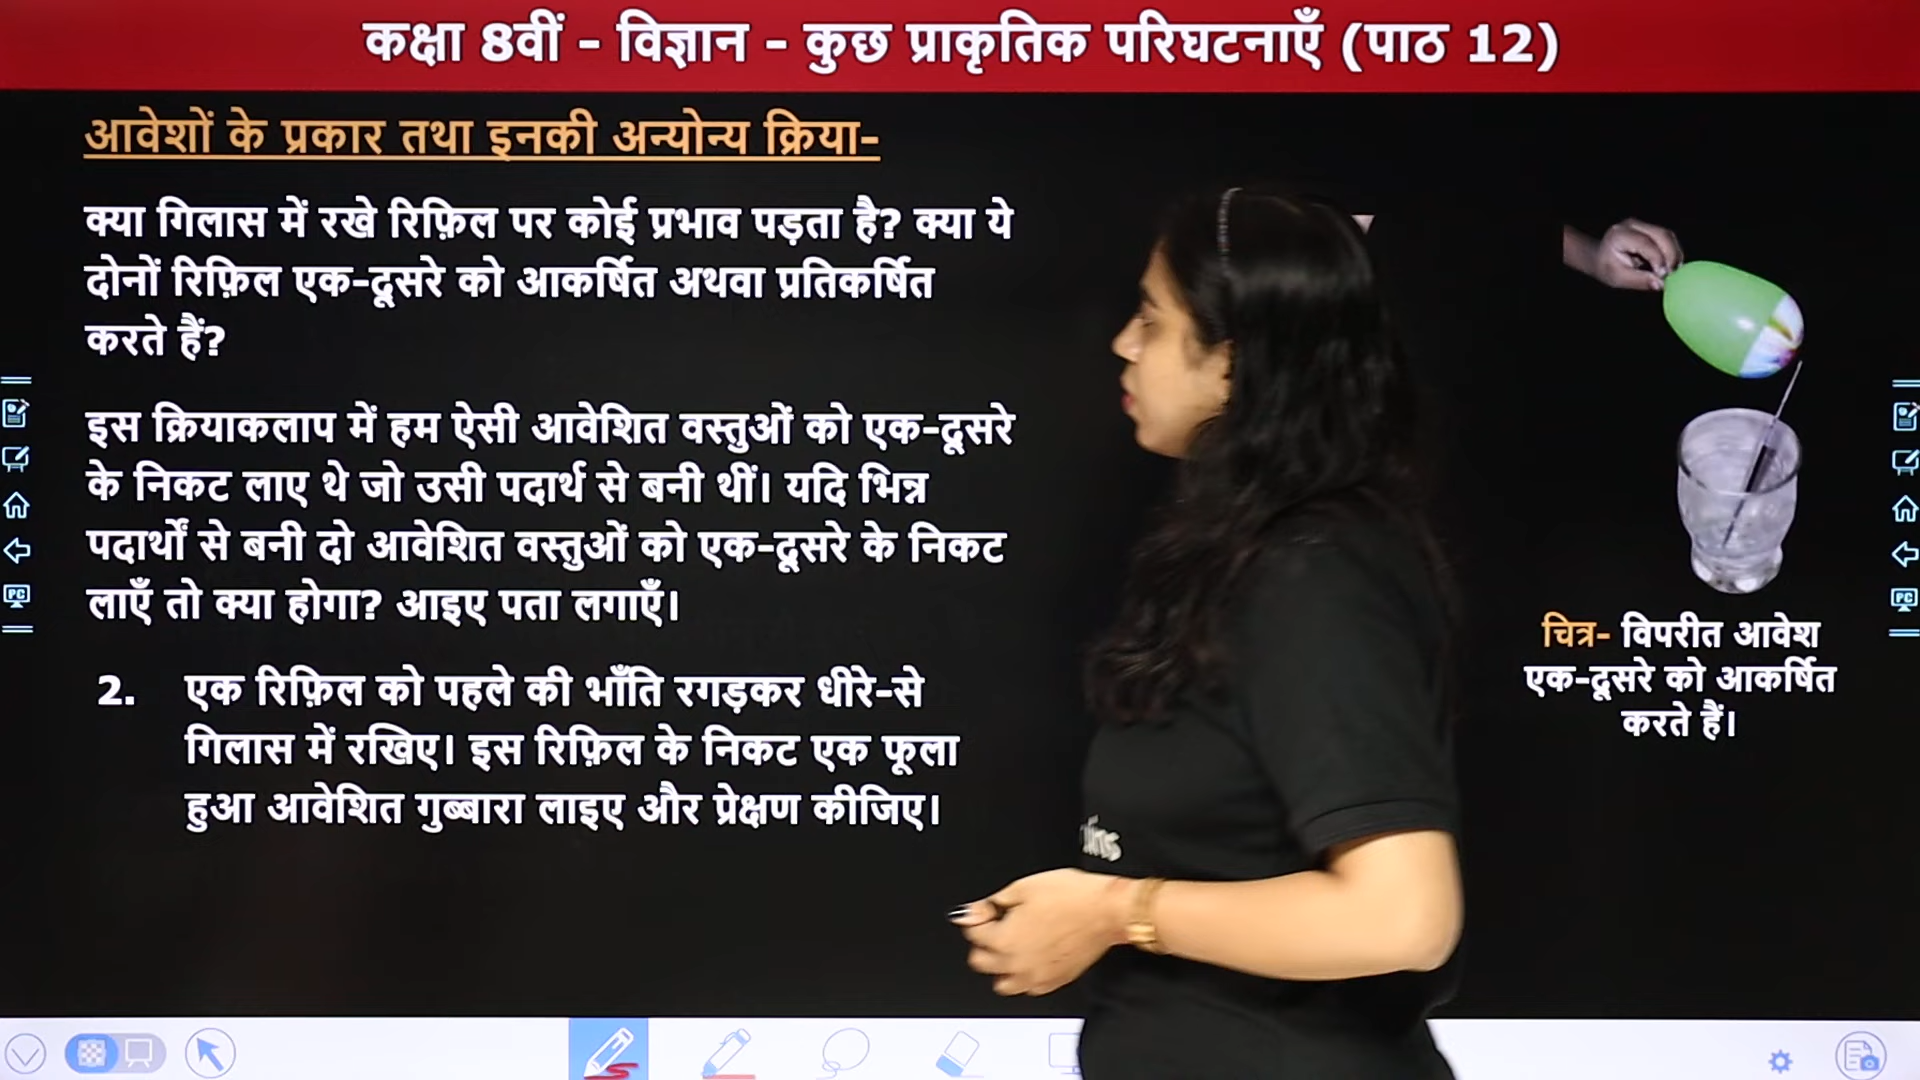 कक्षा 8वीं - विज्ञान - कुछ प्राकृतिक परिघटनाएँ (पाठ 12)
आवेशों के प्रकार तथा इनकी अन्योन्य क्रिया-
क्या गिलास में रखे रिफ़िल पर कोई प्रभाव पड़ता है? क्या ये
दोनों रिफ़िल एक-दूसरे को आकर्षित अथवा प्रतिकर्षित
करते हैं?
इस क्रियाकलाप में हम ऐसी आवेशित वस्तुओं को एक-दूसरे
के निकट लाए थे जो उसी पदार्थ से बनी थीं। यदि भिन्न
पदार्थों से बनी दो आवेशित वस्तुओं को एक-दूसरे के निकट
लाएँ तो क्या होगा? आइए पता लगाएँ।
2. एक रिफ़िल को पहले की भाँति रगड़कर धीरे-से
गिलास में रखिए। इस रिफ़िल के निकट एक फूला
हुआ आवेशित गुब्बारा लाइए और प्रेक्षण कीजिए।
चित्र- विपरीत आवेश
एक-दूसरे को आकर्षित
करते हैं।
PC
PC